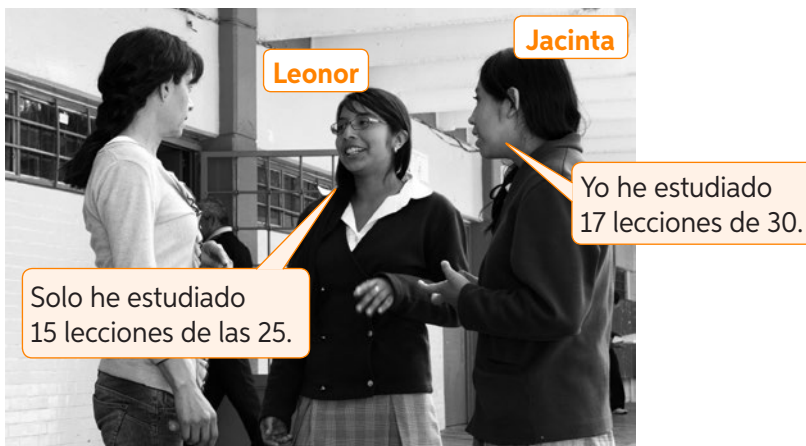 Jacinta
Leonor
Yo he estudiado
17 lecciones de 30.
Solo he estudiado
15 lecciones de las 25.